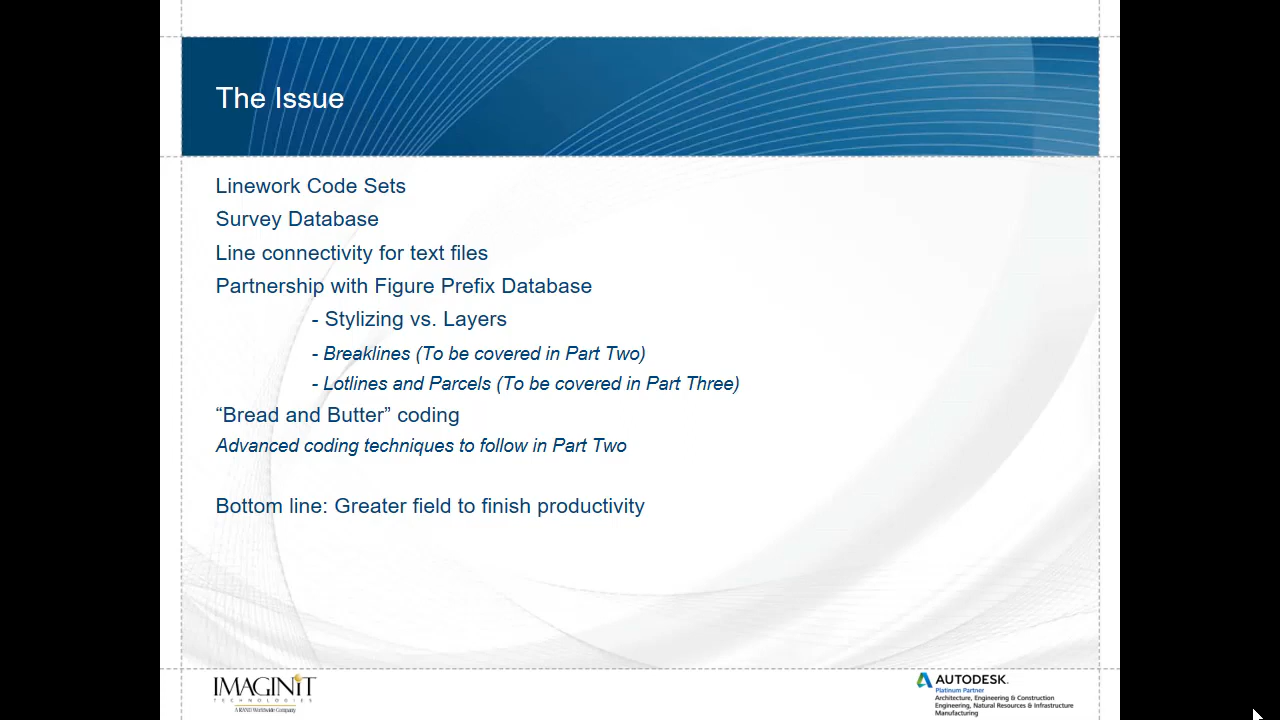 The Issue
Linework Code Sets
Survey Database
Line connectivity for text files
Partnership with Figure Prefix Database
- Stylizing vs. Layers
- Breaklines (To be covered in Part Two)
- Lotlines and Parcels (To be covered in Part Three)
“Bread and Butter” coding
Advanced coding techniques to follow in Part Two
Bottom line: Greater field to finish productivity
IMAGINiT
TECHNOLOGIES
A RAND Worldwide Company
AUTODESK.
Platinum Partner
Architecture, Engineering & Construction
Engineering, Natural Resources & Infrastructure
Manufacturing